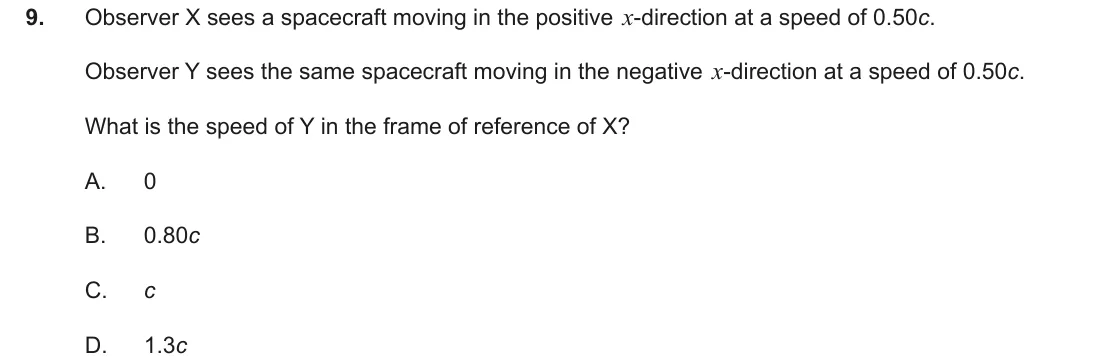 9. Observer X sees a spacecraft moving in the positive x-direction at a speed of 0.50c.
Observer Y sees the same spacecraft moving in the negative x-direction at a speed of 0.50c.
What is the speed of Y in the frame of reference of X?
A. 0
B. 0.80c
C. c
D. 1.3c